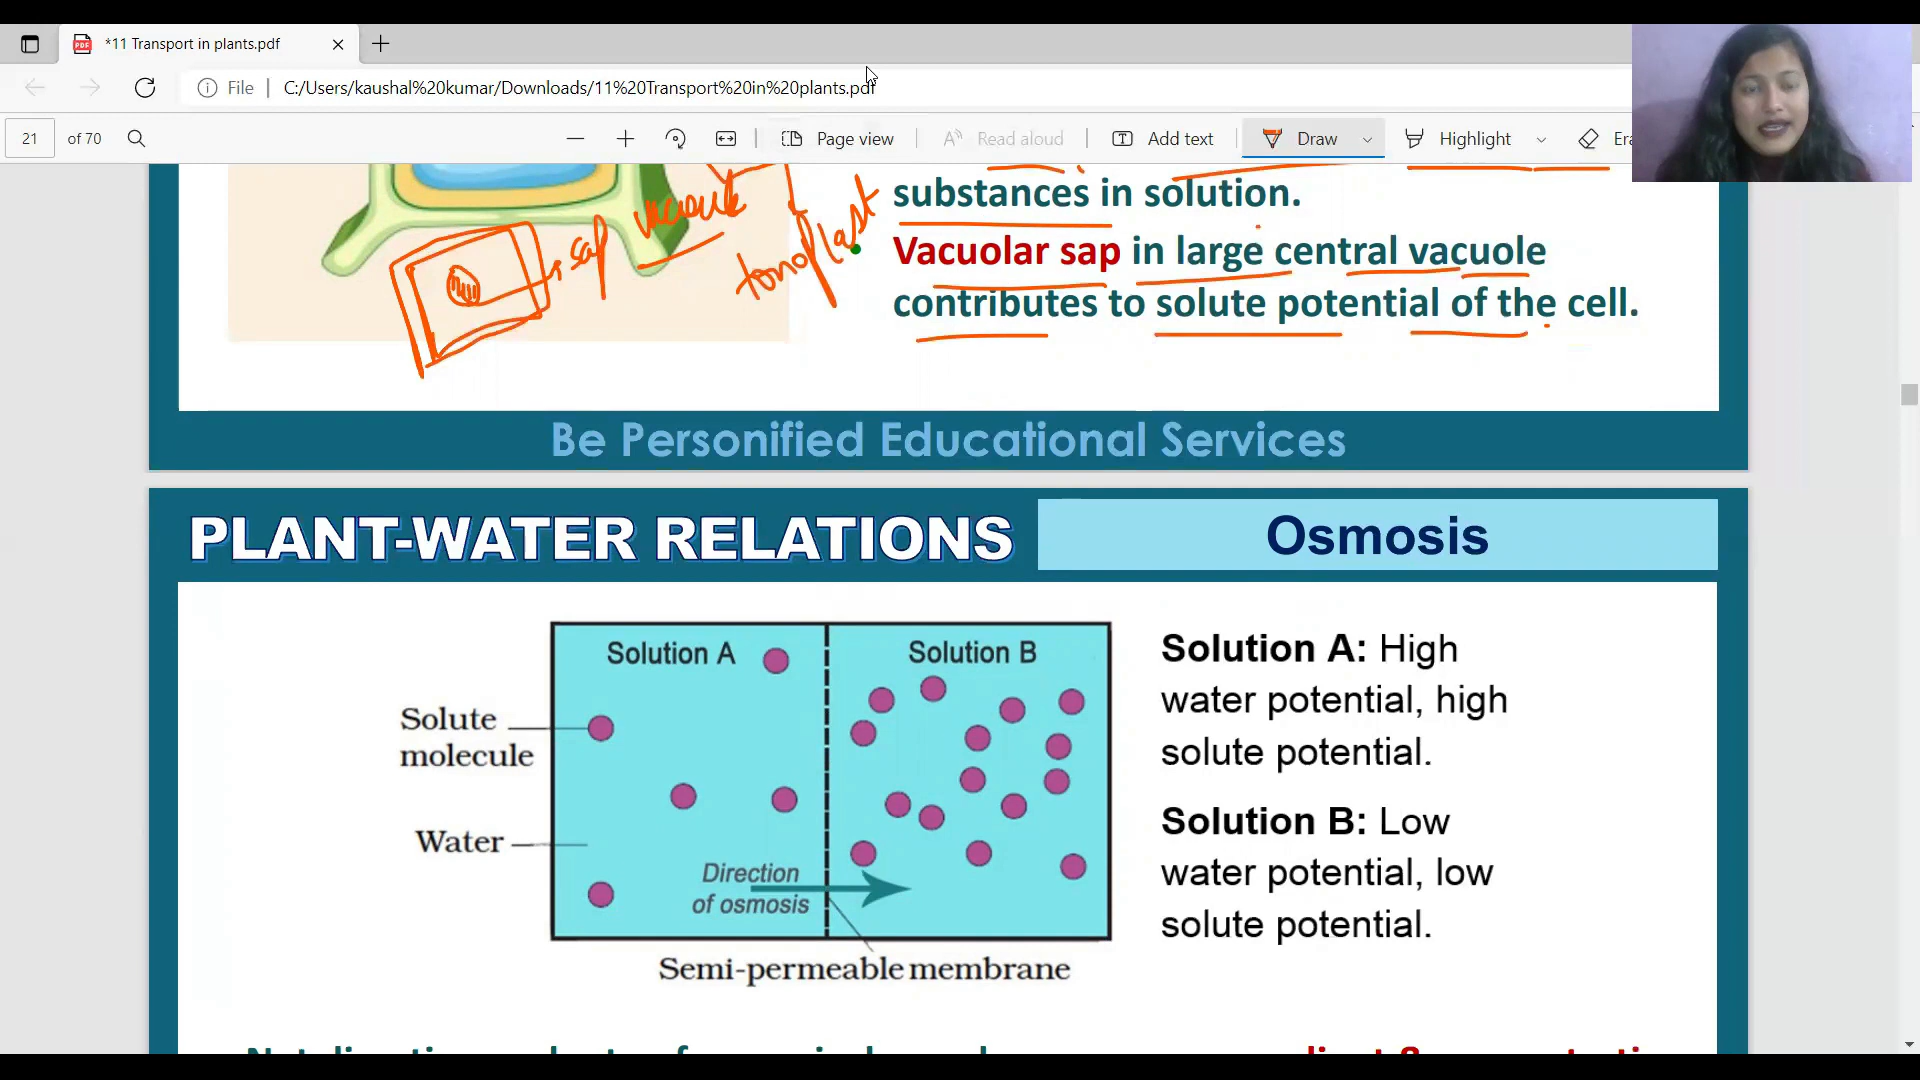 *11 Transport in plants.pdf
File
C:/Users/kaushal%20kumar/Downloads/11%20Transport%20in%20plants.pdf
21 of 70
Page view
Read aloud
Add text
Draw
Highlight
substances in solution.
Vacuolar sap in large central vacuole
contributes to solute potential of the cell.
sap
vacuole
tonoplast
Be Personified Educational Services
PLANT-WATER RELATIONS
Osmosis
Solution A
Solution B
Solute
molecule
Water
Direction
of osmosis
Semi-permeable membrane
Solution A: High
water potential, high
solute potential.
Solution B: Low
water potential, low
solute potential.